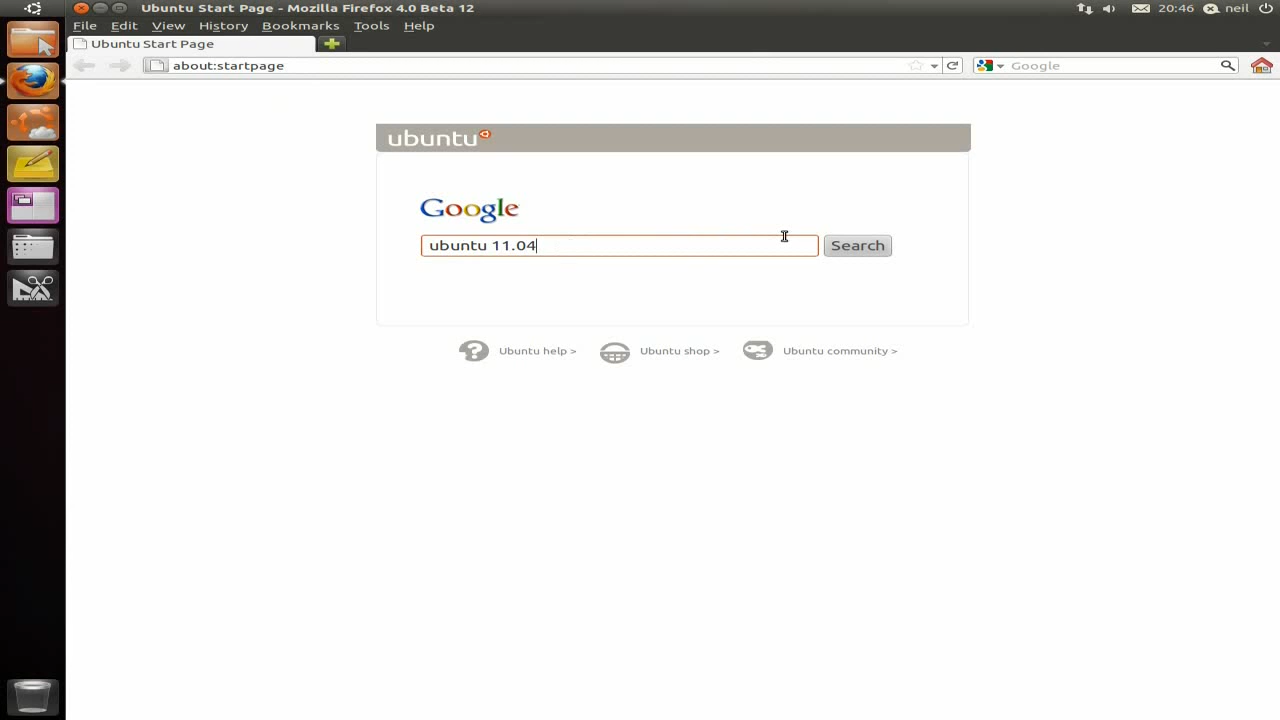 Ubuntu Start Page - Mozilla Firefox 4.0 Beta 12
20:46 neil
File Edit View History Bookmarks Tools Help
Ubuntu Start Page
about:startpage
Google
ubuntu
Google
ubuntu 11.04
Search
Ubuntu help >
Ubuntu shop >
Ubuntu community >